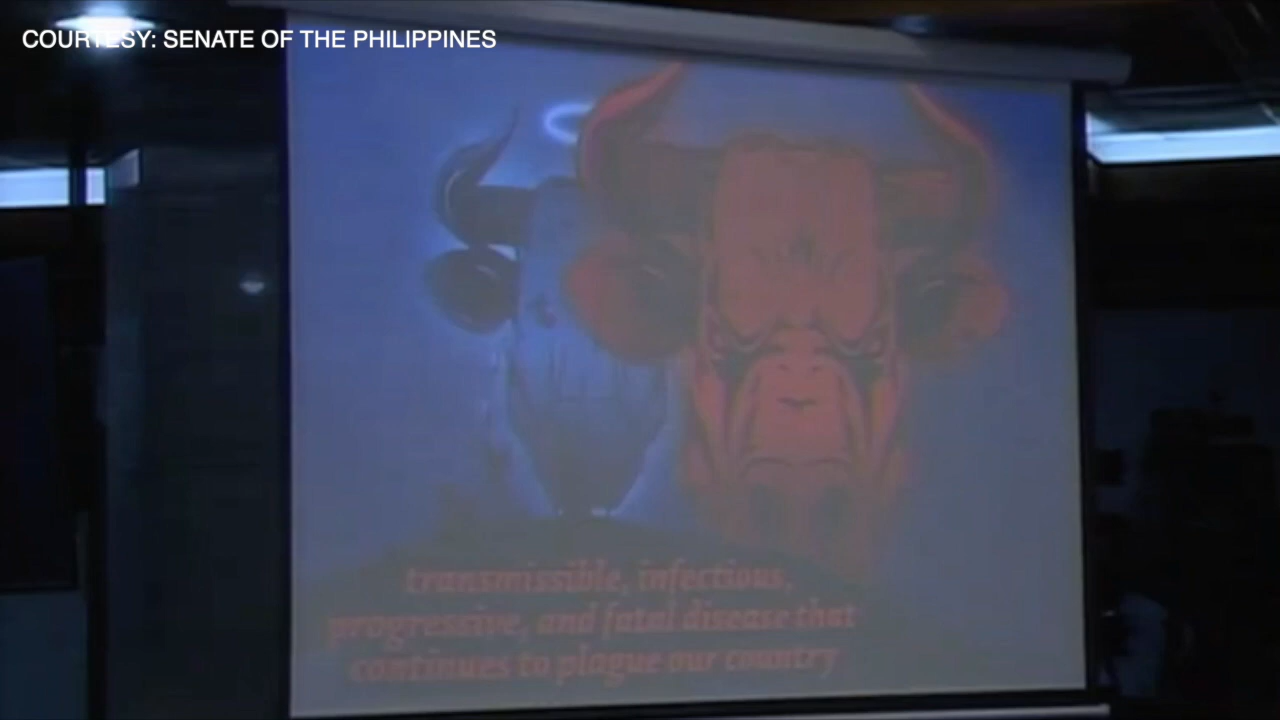 COURTESY: SENATE OF THE PHILIPPINES
transmissible, infectious,
progressive, and fatal disease that
continues to plague our country